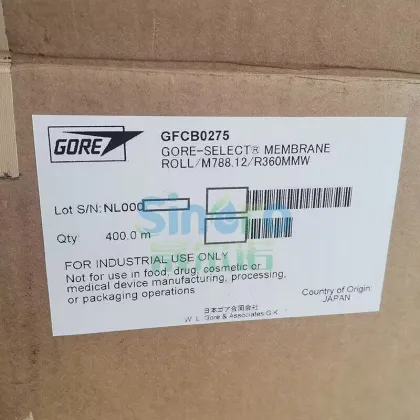 GORE
GFCB0275
GORE-SELECT® MEMBRANE
ROLL/M788.12/R360MMW
Lot S/N: NL000
Qty 400.0 m
FOR INDUSTRIAL USE ONLY
Not for use in food, drug, cosmetic or
medical device manufacturing, processing,
or packaging operations
Country of Origin:
JAPAN
日本ゴア合同会社
W. L. Gore & Associates G.K.